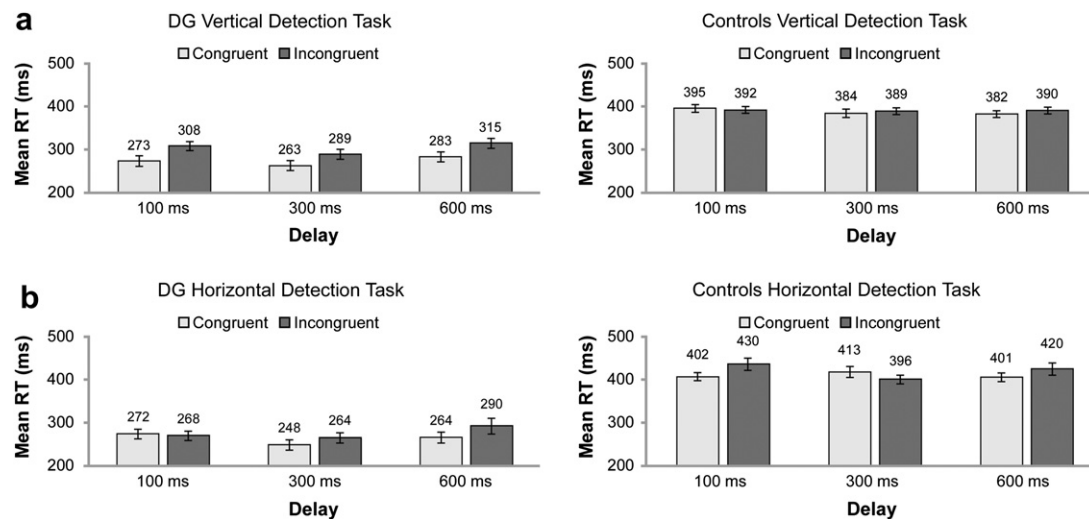 a
DG Vertical Detection Task
Congruent Incongruent
Mean RT (ms)
500
400
300
200
273 308 263 289 283 315
100 ms 300 ms 600 ms
Delay
Controls Vertical Detection Task
Congruent Incongruent
Mean RT (ms)
500
400
300
200
395 392 384 389 382 390
100 ms 300 ms 600 ms
Delay
b
DG Horizontal Detection Task
Congruent Incongruent
Mean RT (ms)
500
400
300
200
272 268 248 264 264 290
100 ms 300 ms 600 ms
Delay
Controls Horizontal Detection Task
Congruent Incongruent
Mean RT (ms)
500
400
300
200
402 430 413 396 401 420
100 ms 300 ms 600 ms
Delay